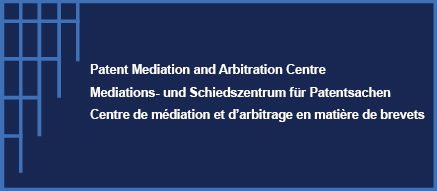 Patent Mediation and Arbitration Centre
Mediations- und Schiedszentrum für Patentsachen
Centre de médiation et d'arbitrage en matière de brevets